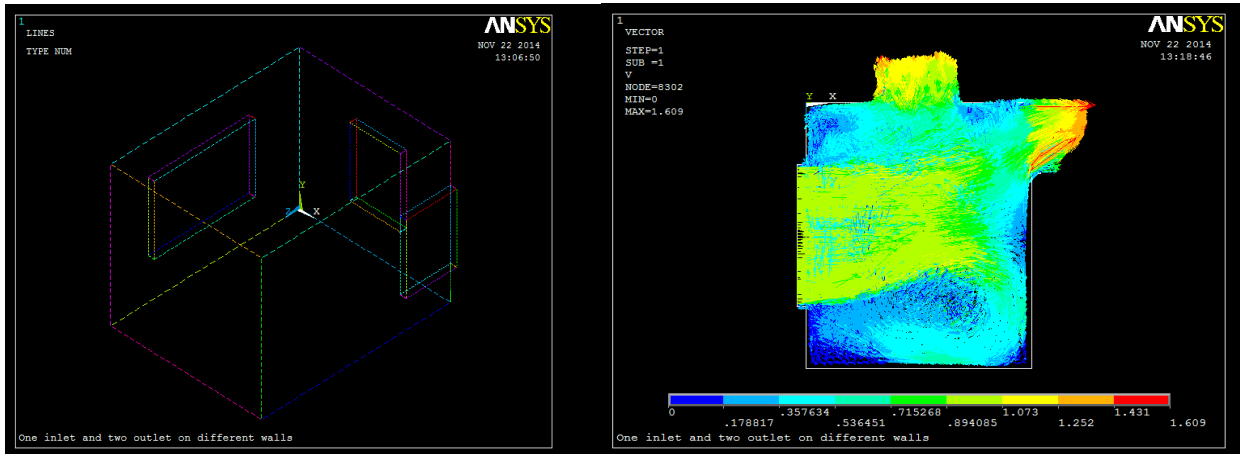 1
LINES
TYPE NUM
ANSYS
NOV 22 2014
13:06:50
Y
Z
X
One inlet and two outlet on different walls
1
VECTOR
STEP=1
SUB =1
V
NODE=8302
MIN=0
MAX=1.609
ANSYS
NOV 22 2014
13:18:46
Y X
0 .357634 .715268 1.073 1.431
.178817 .536451 .894085 1.252 1.609
One inlet and two outlet on different walls